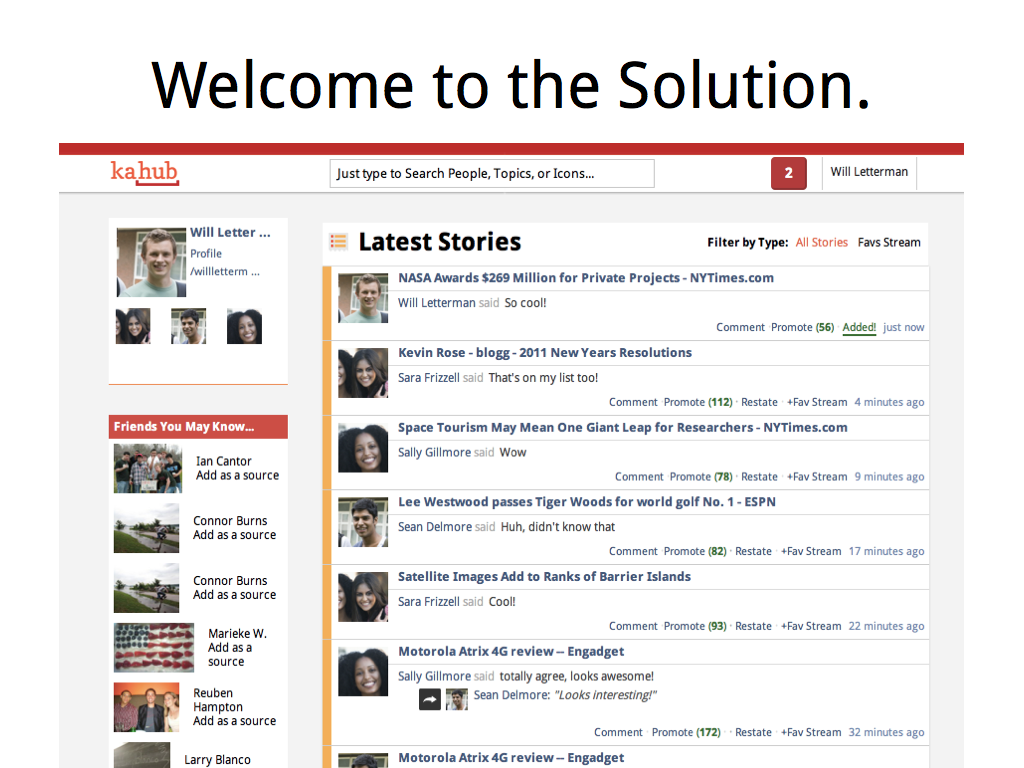 Welcome to the Solution.
kahub
Just type to Search People, Topics, or Icons...
2
Will Letterman
Will Letter ...
Profile
/willletterm ...
Friends You May Know...
Ian Cantor
Add as a source
Connor Burns
Add as a source
Connor Burns
Add as a source
Marieke W.
Add as a
source
Reuben
Hampton
Add as a source
Larry Blanco
Latest Stories
Filter by Type: All Stories Favs Stream
NASA Awards $269 Million for Private Projects - NYTimes.com
Will Letterman said So cool!
Comment Promote (56) · Added! just now
Kevin Rose - blogg - 2011 New Years Resolutions
Sara Frizzell said That's on my list too!
Comment Promote (112) · Restate · +Fav Stream 4 minutes ago
Space Tourism May Mean One Giant Leap for Researchers - NYTimes.com
Sally Gillmore said Wow
Comment · Promote (78) · Restate · +Fav Stream 9 minutes ago
Lee Westwood passes Tiger Woods for world golf No. 1 - ESPN
Sean Delmore said Huh, didn't know that
Comment Promote (82) · Restate · +Fav Stream 17 minutes ago
Satellite Images Add to Ranks of Barrier Islands
Sara Frizzell said Cool!
Comment Promote (93) · Restate · +Fav Stream 22 minutes ago
Motorola Atrix 4G review -- Engadget
Sally Gillmore said totally agree, looks awesome!
Sean Delmore: "Looks interesting!"
Comment · Promote (172) · · Restate · +Fav Stream 32 minutes ago
Motorola Atrix 4G review -- Engadget